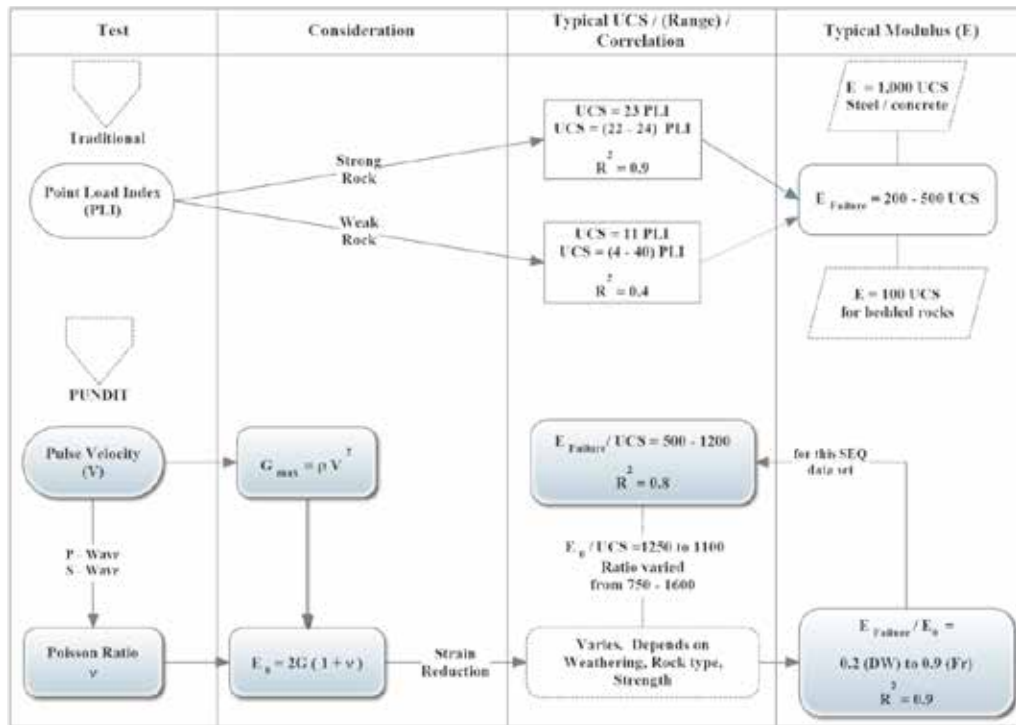 Test
Consideration
Typical UCS / (Range) /
Correlation
Typical Modulus (E)
Traditional
Point Load Index
(PLI)
Strong
Rock
Weak
Rock
UCS = 23 PLI
UCS = (22 - 24) PLI
R² = 0.9
UCS = 11 PLI
UCS = (4 - 40) PLI
R² = 0.4
E = 1,000 UCS
Steel / concrete
E Failure = 200 - 500 UCS
E = 100 UCS
for bedded rocks
PUNDIT
Pulse Velocity
(V)
G max = ρ V²
E Failure / UCS = 500 - 1200
R² = 0.8
for this SEQ
data set
P - Wave
S - Wave
E₀ / UCS =1250 to 1100
Ratio varied
from 750 - 1600
Poisson Ratio
ν
E₀ = 2G ( 1 + ν )
Strain
Reduction
Varies, Depends on
Weathering, Rock type,
Strength
E Failure / E₀ =
0.2 (DW) to 0.9 (Fr)
R² = 0.9